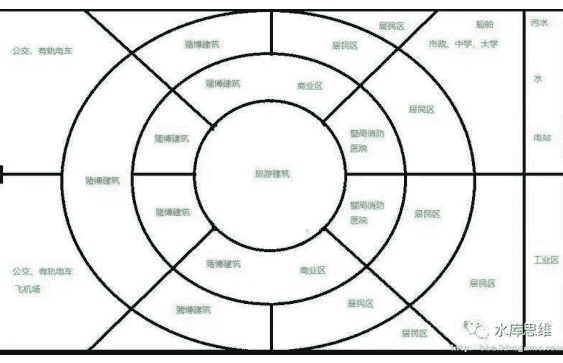 居民区
船舶
污水
赌博建筑
居民区
市政、中学、大学
公交、有轨电车
水
赌博建筑
商业区
居民区
赌博建筑
警局消防
医院
电站
旅游建筑
赌博建筑
赌博建筑
警局消防
医院
居民区
赌博建筑
商业区
工业区
公交、有轨电车
飞机场
居民区
赌博建筑
居民区
居民区
水库思维